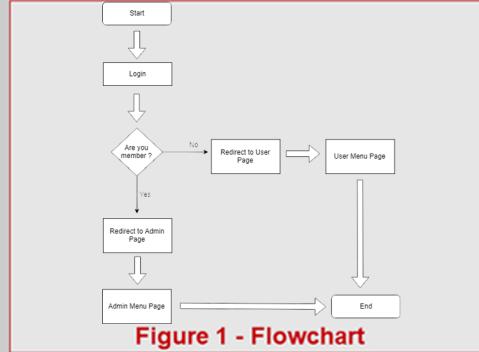 Start
Login
Are you
member ?
No
Redirect to User
Page
User Menu Page
Yes
Redirect to Admin
Page
Admin Menu Page
End
Figure 1 - Flowchart